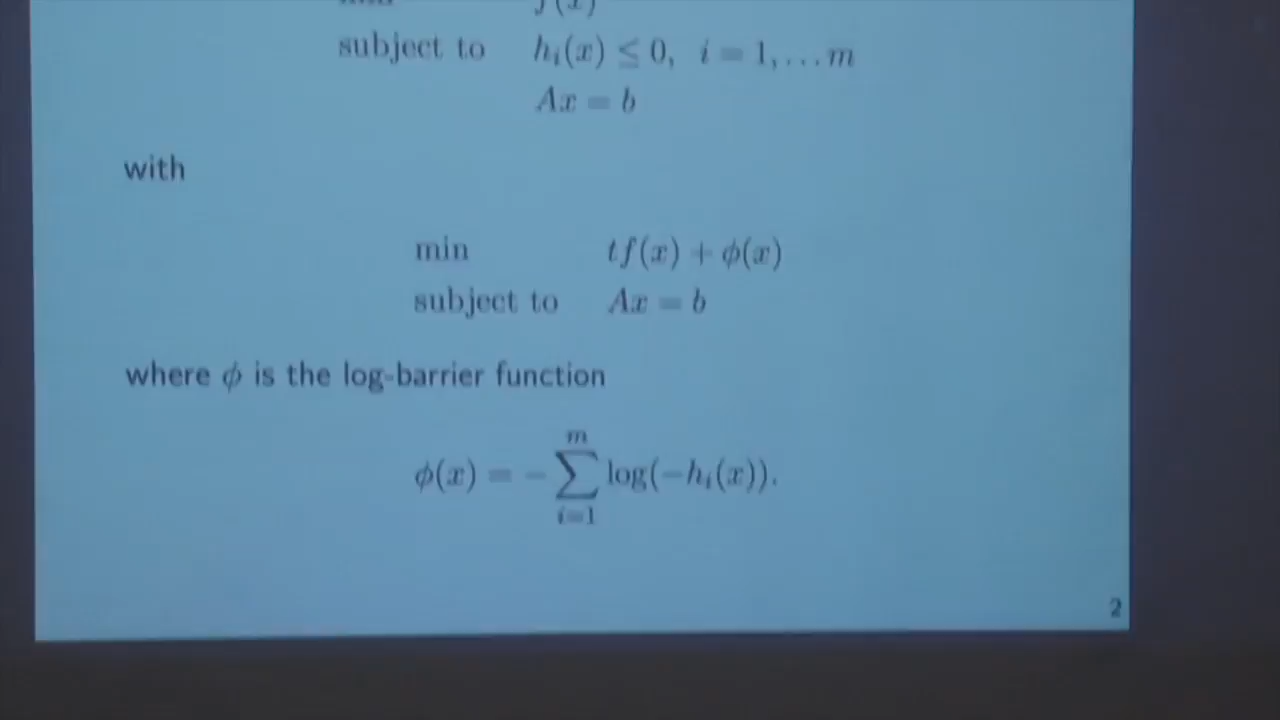 f(x)
subject to h_i(x) ≤ 0, i = 1, . . . m
Ax = b
with
min tf(x) + ϕ(x)
subject to Ax = b
where ϕ is the log-barrier function
ϕ(x) = − ∑_{i=1}^{m} log(−h_i(x)).
2